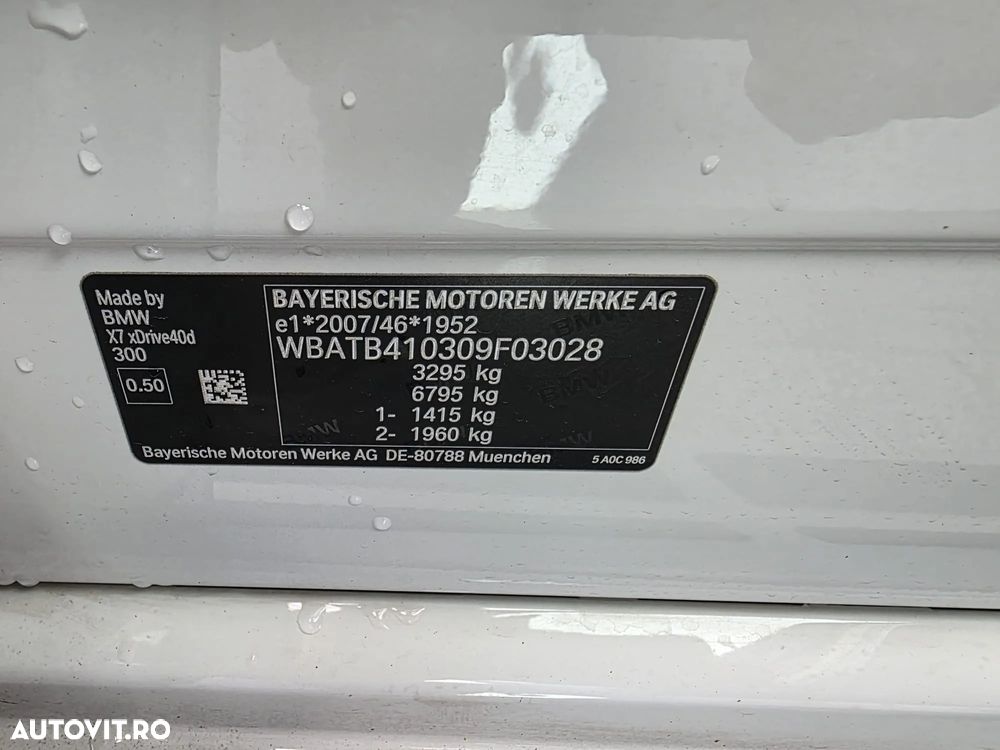 Made by
BMW
X7 xDrive40d
300
0.50
BAYERISCHE MOTOREN WERKE AG
e1*2007/46*1952
WBATB410309F03028
3295 kg
6795 kg
1- 1415 kg
2- 1960 kg
Bayerische Motoren Werke AG DE-80788 Muenchen
5 A0C 986
AUTOVIT.RO